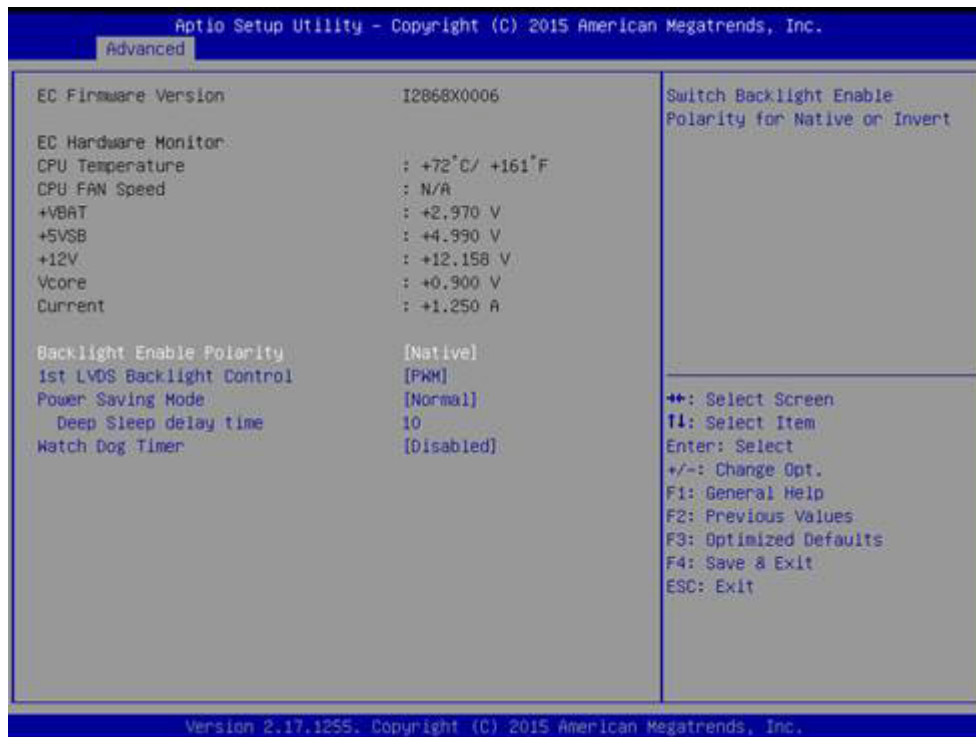 Aptio Setup Utility – Copyright (C) 2015 American Megatrends, Inc.
Advanced
EC Firmware Version I2868X0006
EC Hardware Monitor
CPU Temperature : +72°C/ +161°F
CPU FAN Speed : N/A
+VBAT : +2.970 V
+5VSB : +4.990 V
+12V : +12.158 V
Vcore : +0.900 V
Current : +1.250 A
Backlight Enable Polarity [Native]
1st LVDS Backlight Control [PWM]
Power Saving Mode [Normal]
Deep Sleep delay time 10
Watch Dog Timer [Disabled]
Switch Backlight Enable
Polarity for Native or Invert
→←: Select Screen
↑↓: Select Item
Enter: Select
+/-: Change Opt.
F1: General Help
F2: Previous Values
F3: Optimized Defaults
F4: Save & Exit
ESC: Exit
Version 2.17.1255. Copyright (C) 2015 American Megatrends, Inc.